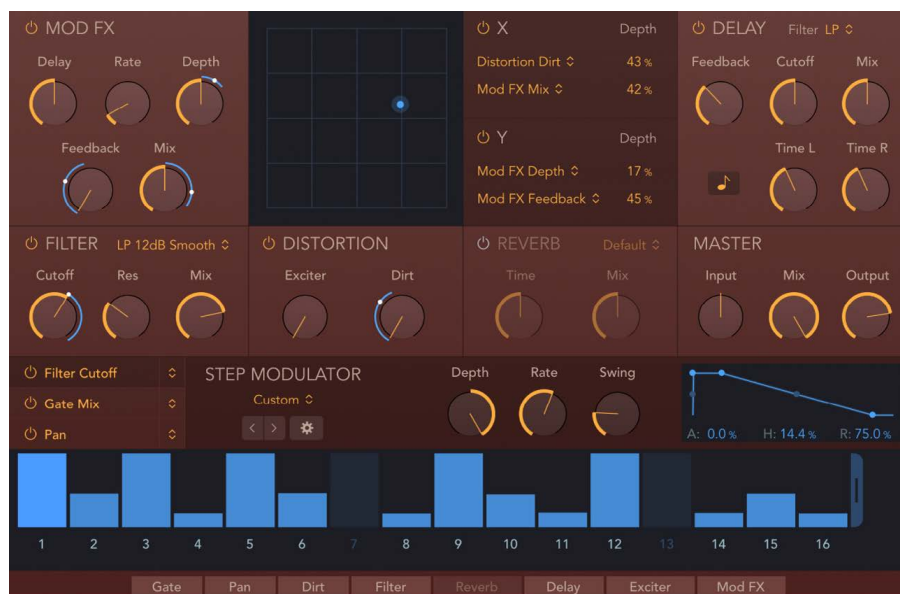 MOD FX
Delay Rate Depth
Feedback Mix
X Depth
Distortion Dirt 43 %
Mod FX Mix 42 %
Y Depth
Mod FX Depth 17 %
Mod FX Feedback 45 %
DELAY Filter LP
Feedback Cutoff Mix
Time L Time R
FILTER LP 12dB Smooth
Cutoff Res Mix
DISTORTION
Exciter Dirt
REVERB Default
Time Mix
MASTER
Input Mix Output
Filter Cutoff
Gate Mix
Pan
STEP MODULATOR
Custom
Depth Rate Swing
A: 0.0 % H: 14.4 % R: 75.0 %
1 2 3 4 5 6 7 8 9 10 11 12 13 14 15 16
Gate Pan Dirt Filter Reverb Delay Exciter Mod FX